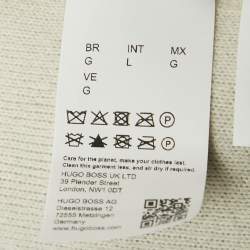 BR INT MX
G L G
VE
G
P
P
Care for the planet, make your clothes last.
Clean this garment less, and air dry if required.
HUGO BOSS UK LTD
39 Plender Street
London, NW1 0DT
HUGO BOSS AG
Dieselstrasse 12
72555 Metzingen
Germany
www.hugoboss.com